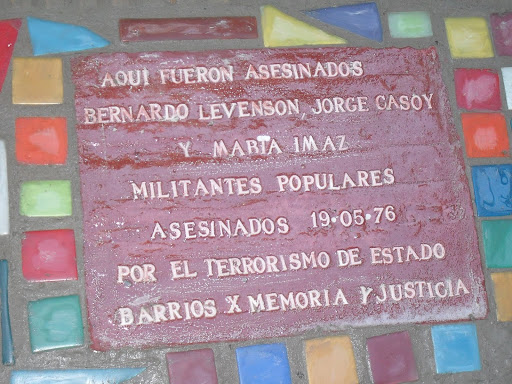 AQUI FUERON ASESINADOS
BERNARDO LEVENSON, JORGE CASOY
Y MARTA IMAZ
MILITANTES POPULARES
ASESINADOS 19·05·76
POR EL TERRORISMO DE ESTADO
BARRIOS X MEMORIA Y JUSTICIA